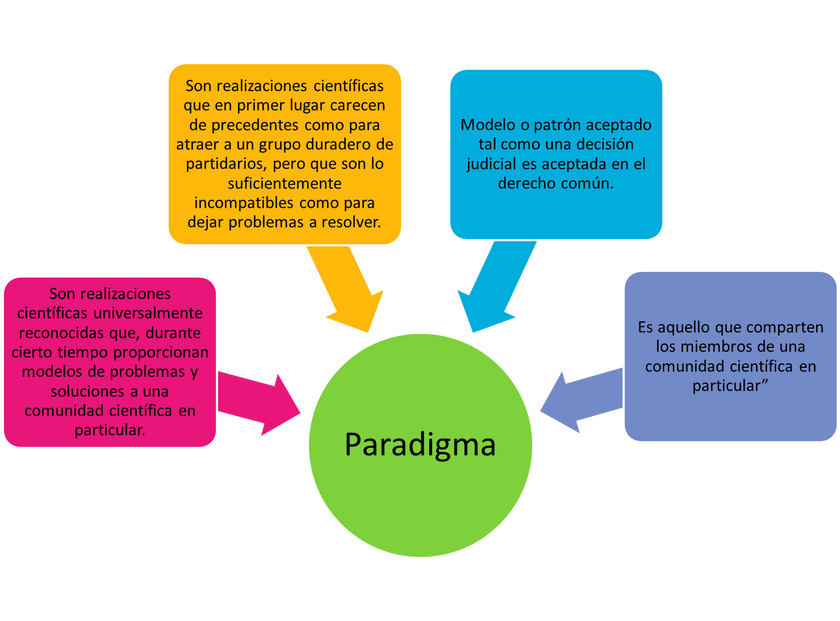 Son realizaciones científicas
que en primer lugar carecen
de precedentes como para
atraer a un grupo duradero de
partidarios, pero que son lo
suficientemente
incompatibles como para
dejar problemas a resolver.
Modelo o patrón aceptado
tal como una decisión
judicial es aceptada en el
derecho común.
Son realizaciones
científicas universalmente
reconocidas que, durante
cierto tiempo proporcionan
modelos de problemas y
soluciones a una
comunidad científica en
particular.
Es aquello que comparten
los miembros de una
comunidad científica en
particular”
Paradigma